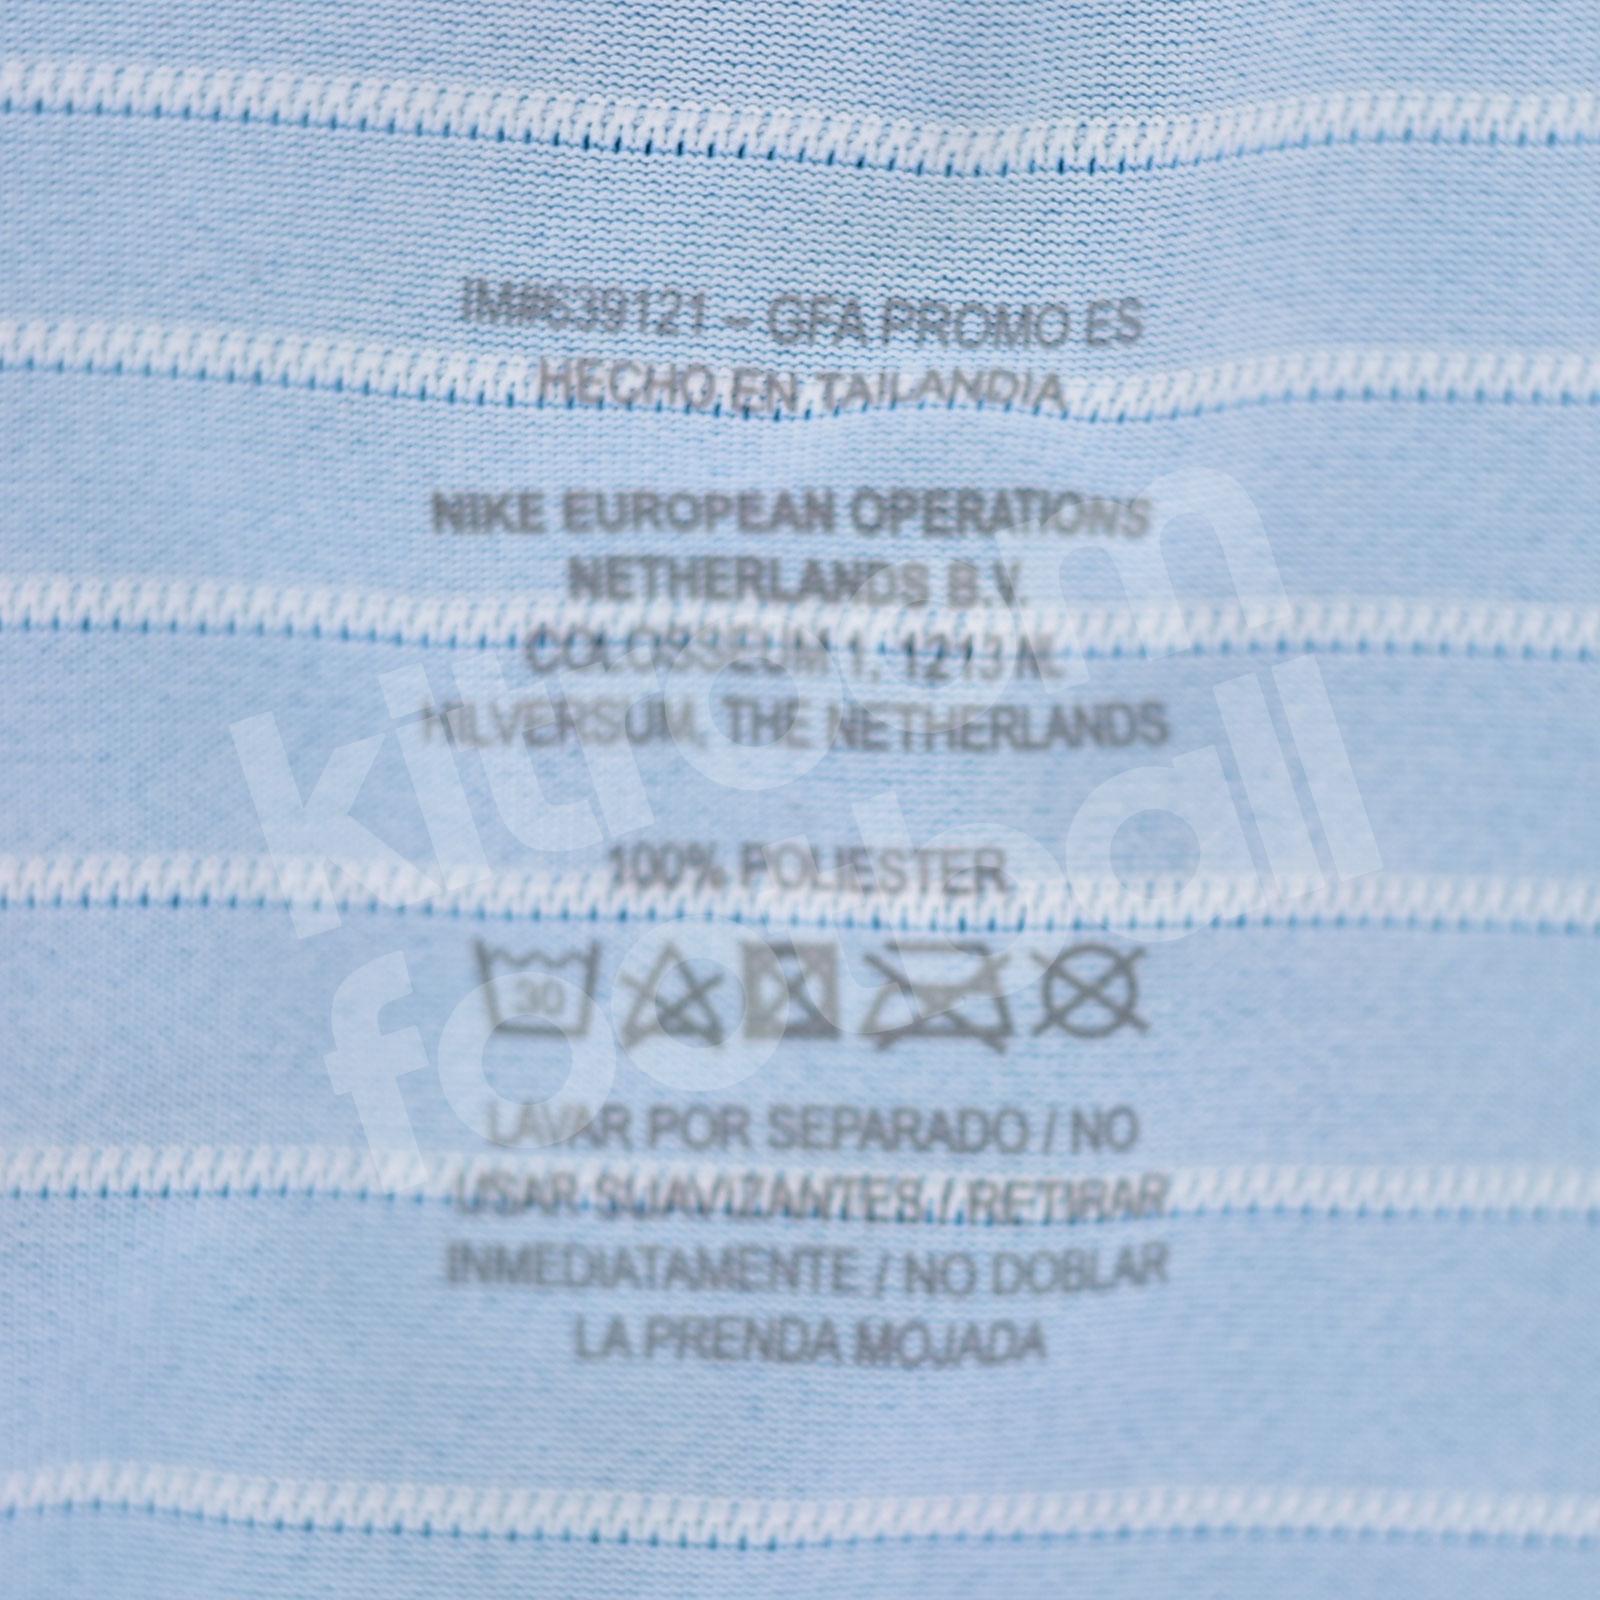 IM#639121 - GFA PROMO ES
HECHO EN TAILANDIA
NIKE EUROPEAN OPERATIONS
NETHERLANDS B.V.
COLOSSEUM 1, 1213 NL
HILVERSUM, THE NETHERLANDS
100% POLIESTER
30
LAVAR POR SEPARADO / NO
USAR SUAVIZANTES / RETIRAR
INMEDIATAMENTE / NO DOBLAR
LA PRENDA MOJADA
kitroom
football